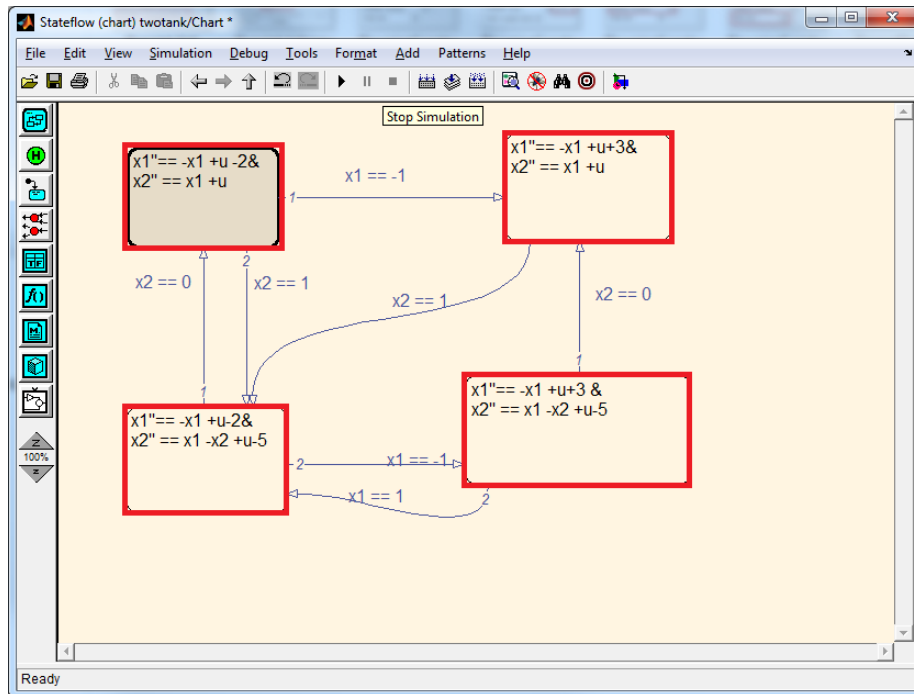 Stateflow (chart) twotank/Chart *
File Edit View Simulation Debug Tools Format Add Patterns Help
Stop Simulation
x1"== -x1 +u -2&
x2" == x1 +u
x1"== -x1 +u+3&
x2" == x1 +u
x1 == -1
1
2
x2 == 0
x2 == 1
x2 == 1
x2 == 0
1
1
x1"== -x1 +u-2&
x2" == x1 -x2 +u-5
x1"== -x1 +u+3 &
x2" == x1 -x2 +u-5
2
x1 == -1
x1 == 1
2
H
TF
f()
M
Z
100%
z
Ready